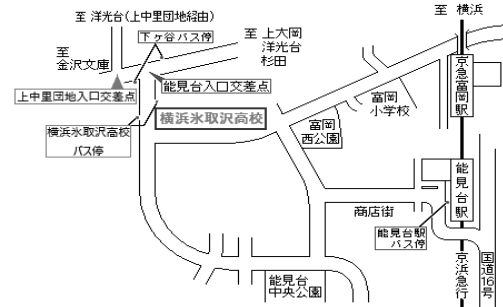 至 洋光台(上中里団地経由)
至 横浜
下ヶ谷バス停
至 上大岡
洋光台
杉田
至
金沢文庫
京急富岡駅
上中里団地入口交差点
能見台入口交差点
富岡
小学校
横浜氷取沢高校
富岡
西公園
横浜氷取沢高校
バス停
能見台駅
商店街
能見台駅
バス停
京浜急行
国道16号
能見台
中央公園